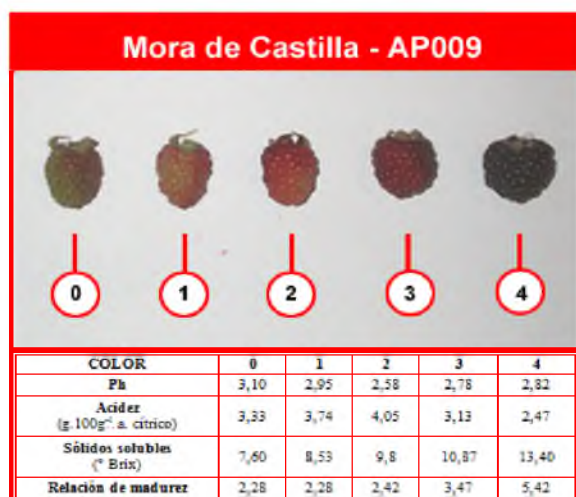 Mora de Castilla - AP009
0 1 2 3 4
COLOR 0 1 2 3 4
Ph 3,10 2,95 2,58 2,78 2,82
Acidez
(g.100g⁻¹ a. cítrico) 3,33 3,74 4,05 3,13 2,47
Sólidos solubles
(° Brix) 7,60 8,53 9,8 10,87 13,40
Relación de madurez 2,28 2,28 2,42 3,47 5,42